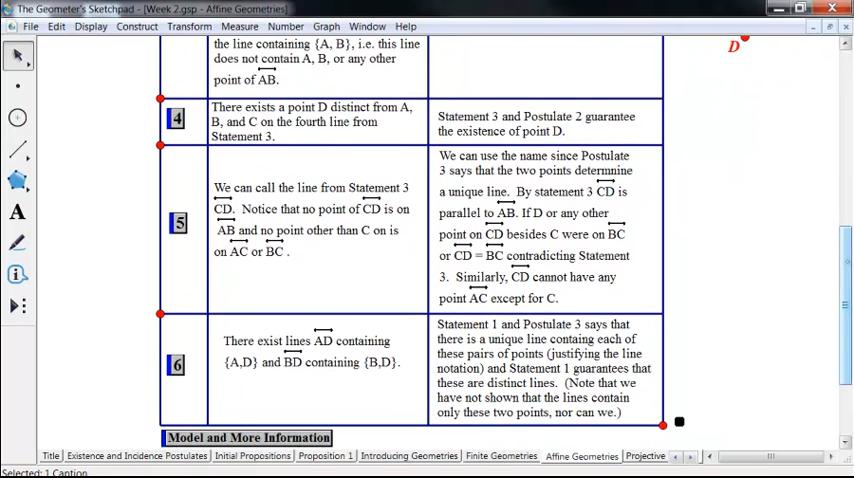 The Geometer's Sketchpad - [Week 2.gsp - Affine Geometries]
File Edit Display Construct Transform Measure Number Graph Window Help
the line containing {A, B}, i.e. this line
does not contain A, B, or any other
point of AB.
D
4
There exists a point D distinct from A,
B, and C on the fourth line from
Statement 3.
Statement 3 and Postulate 2 guarantee
the existence of point D.
5
We can call the line from Statement 3
CD. Notice that no point of CD is on
AB and no point other than C on is
on AC or BC .
We can use the name since Postulate
3 says that the two points determnine
a unique line. By statement 3 CD is
parallel to AB. If D or any other
point on CD besides C were on BC
or CD = BC contradicting Statement
3. Similarly, CD cannot have any
point AC except for C.
6
There exist lines AD containing
{A,D} and BD containing {B,D}.
Statement 1 and Postulate 3 says that
there is a unique line containg each of
these pairs of points (justifying the line
notation) and Statement 1 guarantees that
these are distinct lines. (Note that we
have not shown that the lines contain
only these two points, nor can we.)
Model and More Information
Title Existence and Incidence Postulates Initial Propositions Proposition 1 Introducing Geometries Finite Geometries Affine Geometries Projective
Selected: 1 Caption